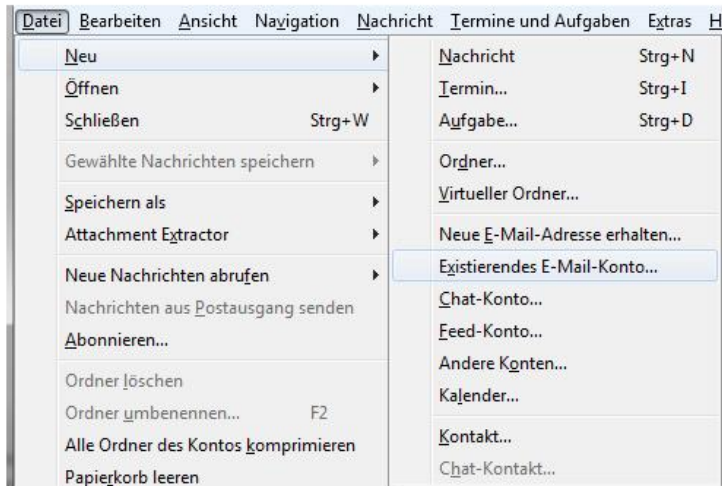 Datei Bearbeiten Ansicht Navigation Nachricht Termine und Aufgaben Extras H
Neu
Öffnen
Schließen Strg+W
Gewählte Nachrichten speichern
Speichern als
Attachment Extractor
Neue Nachrichten abrufen
Nachrichten aus Postausgang senden
Abonnieren...
Ordner löschen
Ordner umbenennen... F2
Alle Ordner des Kontos komprimieren
Papierkorb leeren
Nachricht Strg+N
Termin... Strg+I
Aufgabe... Strg+D
Ordner...
Virtueller Ordner...
Neue E-Mail-Adresse erhalten...
Existierendes E-Mail-Konto...
Chat-Konto...
Feed-Konto...
Andere Konten...
Kalender...
Kontakt...
Chat-Kontakt...